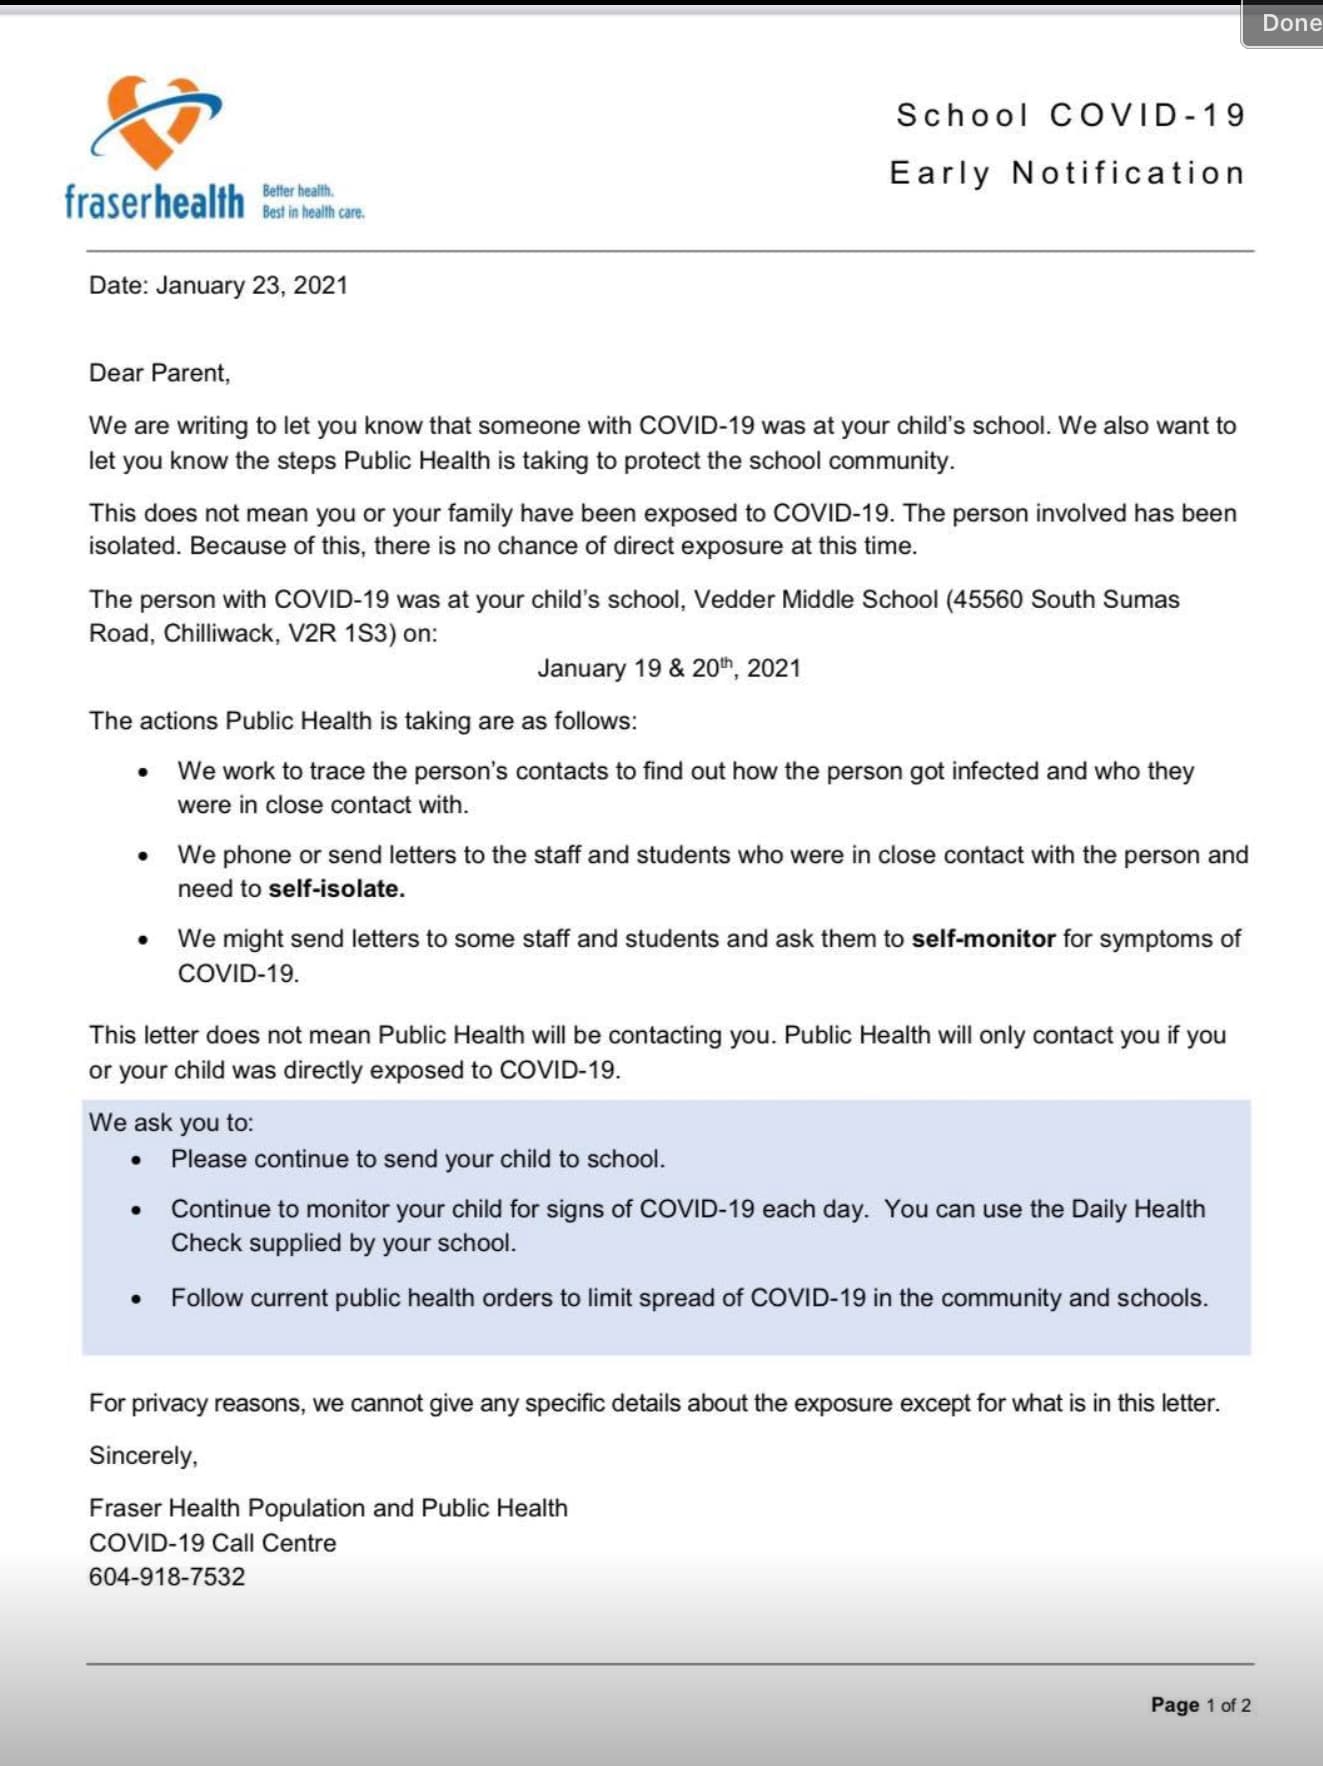 Done
School COVID-19
Early Notification
fraserhealth
Better health.
Best in health care.
Date: January 23, 2021
Dear Parent,
We are writing to let you know that someone with COVID-19 was at your child's school. We also want to
let you know the steps Public Health is taking to protect the school community.
This does not mean you or your family have been exposed to COVID-19. The person involved has been
isolated. Because of this, there is no chance of direct exposure at this time.
The person with COVID-19 was at your child's school, Vedder Middle School (45560 South Sumas
Road, Chilliwack, V2R 1S3) on:
January 19 & 20th, 2021
The actions Public Health is taking are as follows:
• We work to trace the person's contacts to find out how the person got infected and who they
were in close contact with.
• We phone or send letters to the staff and students who were in close contact with the person and
need to self-isolate.
• We might send letters to some staff and students and ask them to self-monitor for symptoms of
COVID-19.
This letter does not mean Public Health will be contacting you. Public Health will only contact you if you
or your child was directly exposed to COVID-19.
We ask you to:
• Please continue to send your child to school.
• Continue to monitor your child for signs of COVID-19 each day.  You can use the Daily Health
Check supplied by your school.
• Follow current public health orders to limit spread of COVID-19 in the community and schools.
For privacy reasons, we cannot give any specific details about the exposure except for what is in this letter.
Sincerely,
Fraser Health Population and Public Health
COVID-19 Call Centre
604-918-7532
Page 1 of 2